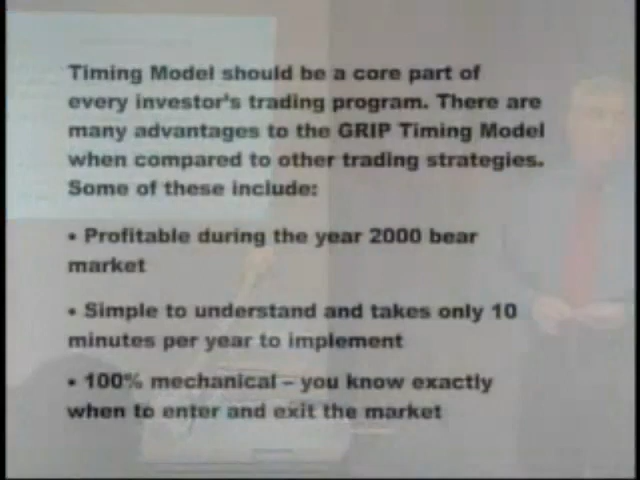 Timing Model should be a core part of
every investor's trading program. There are
many advantages to the GRIP Timing Model
when compared to other trading strategies.
Some of these include:
• Profitable during the year 2000 bear
market
• Simple to understand and takes only 10
minutes per year to implement
• 100% mechanical – you know exactly
when to enter and exit the market